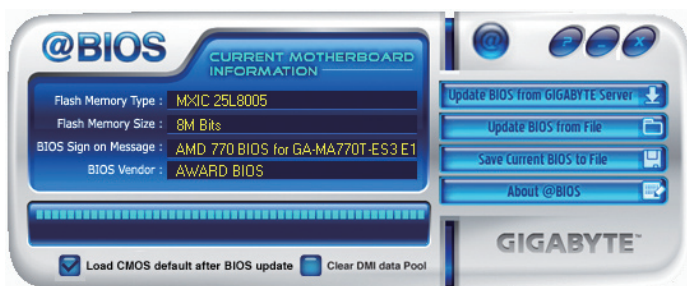 @BIOS
CURRENT MOTHERBOARD
INFORMATION
Flash Memory Type : MXIC 25L8005
Flash Memory Size : 8M Bits
BIOS Sign on Message : AMD 770 BIOS for GA-MA770T-ES3 E1
BIOS Vendor : AWARD BIOS
Load CMOS default after BIOS update
Clear DMI data Pool
@ ? _ X
Update BIOS from GIGABYTE Server
Update BIOS from File
Save Current BIOS to File
About @BIOS
GIGABYTE™